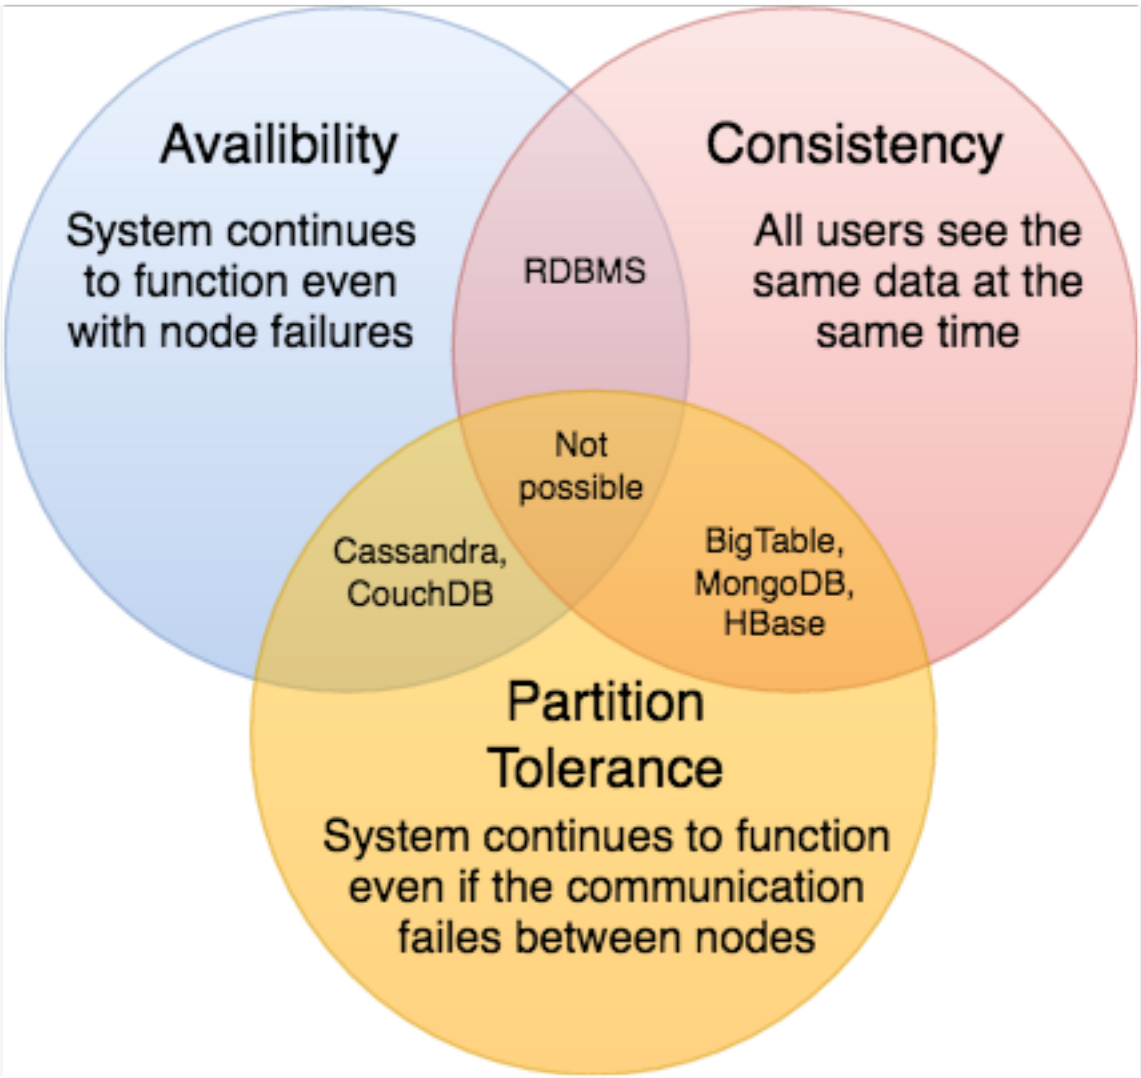 Availibility
System continues
to function even
with node failures
Consistency
All users see the
same data at the
same time
RDBMS
Not
possible
Cassandra,
CouchDB
BigTable,
MongoDB,
HBase
Partition
Tolerance
System continues to function
even if the communication
failes between nodes